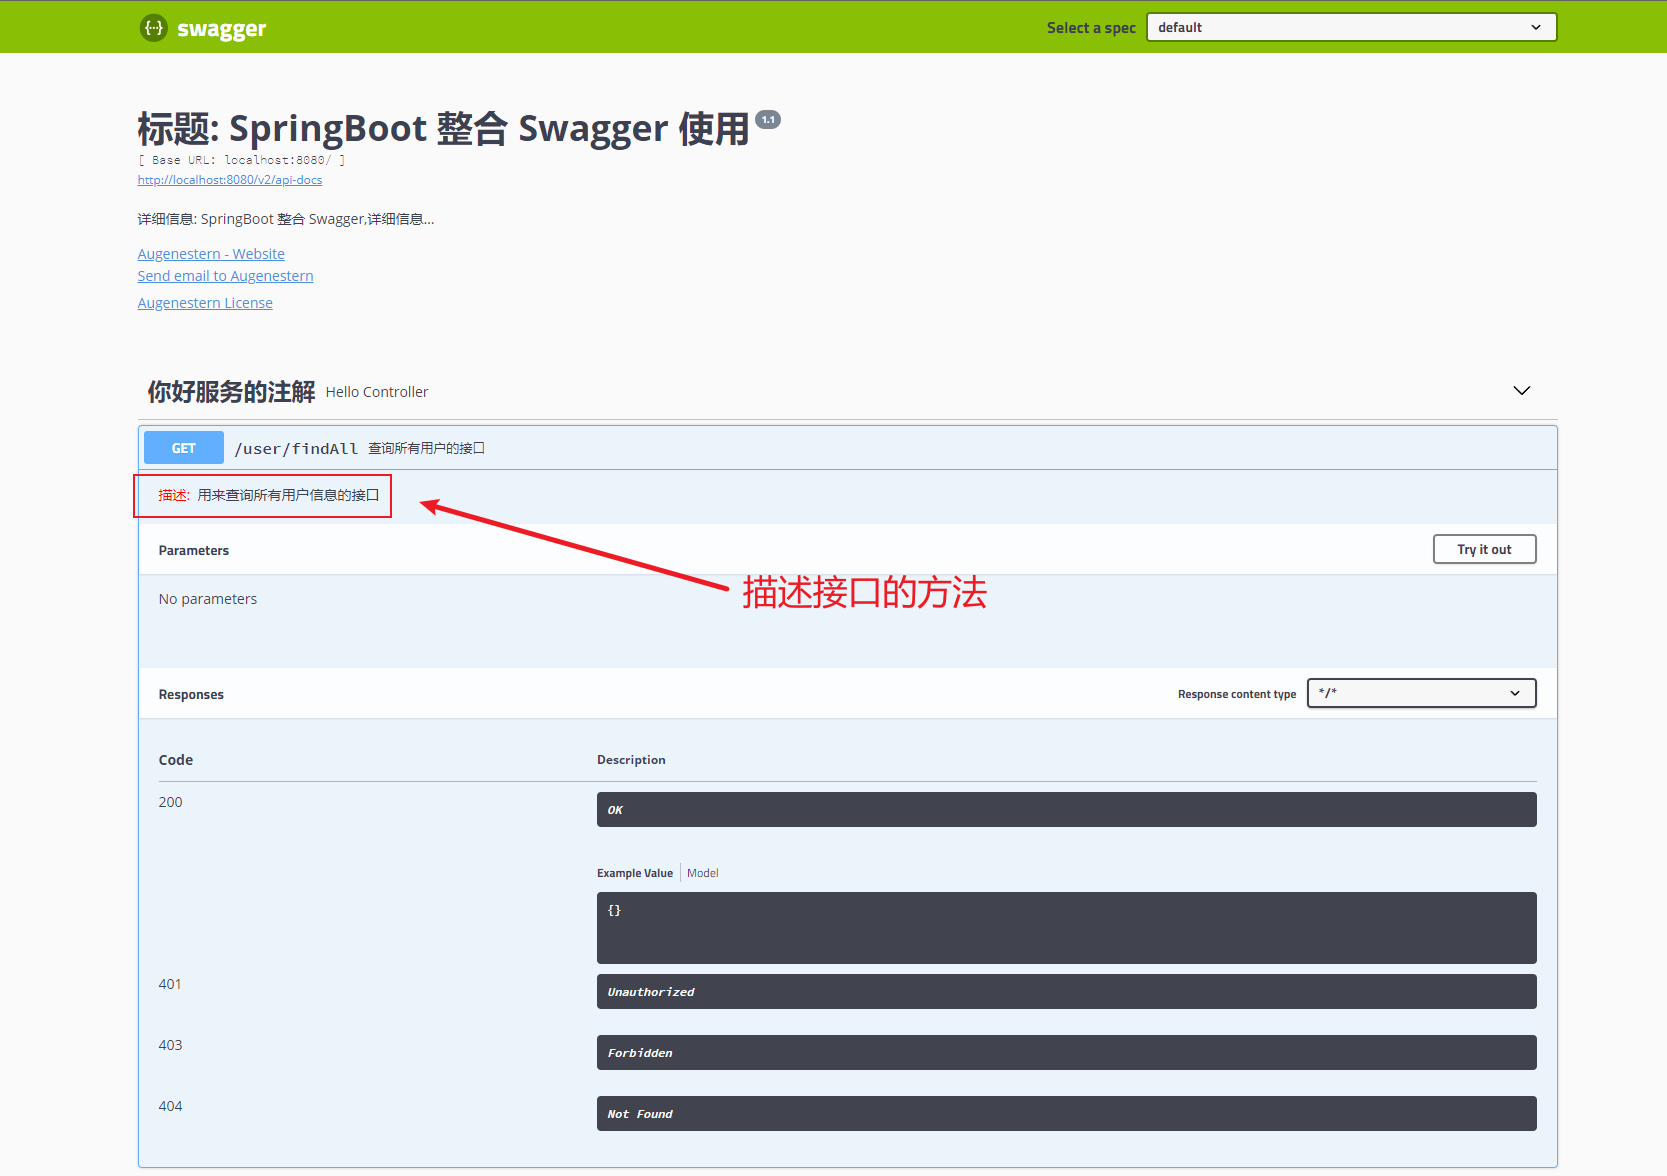 swagger
Select a spec default
标题: SpringBoot 整合 Swagger 使用 1.1
[ Base URL: localhost:8080/ ]
http://localhost:8080/v2/api-docs
详细信息: SpringBoot 整合 Swagger,详细信息...
Augenestern - Website
Send email to Augenestern
Augenestern License
你好服务的注解 Hello Controller
GET /user/findAll 查询所有用户的接口
描述: 用来查询所有用户信息的接口
Parameters Try it out
描述接口的方法
No parameters
Responses Response content type */*
Code Description
200 OK
Example Value Model
{}
401 Unauthorized
403 Forbidden
404 Not Found